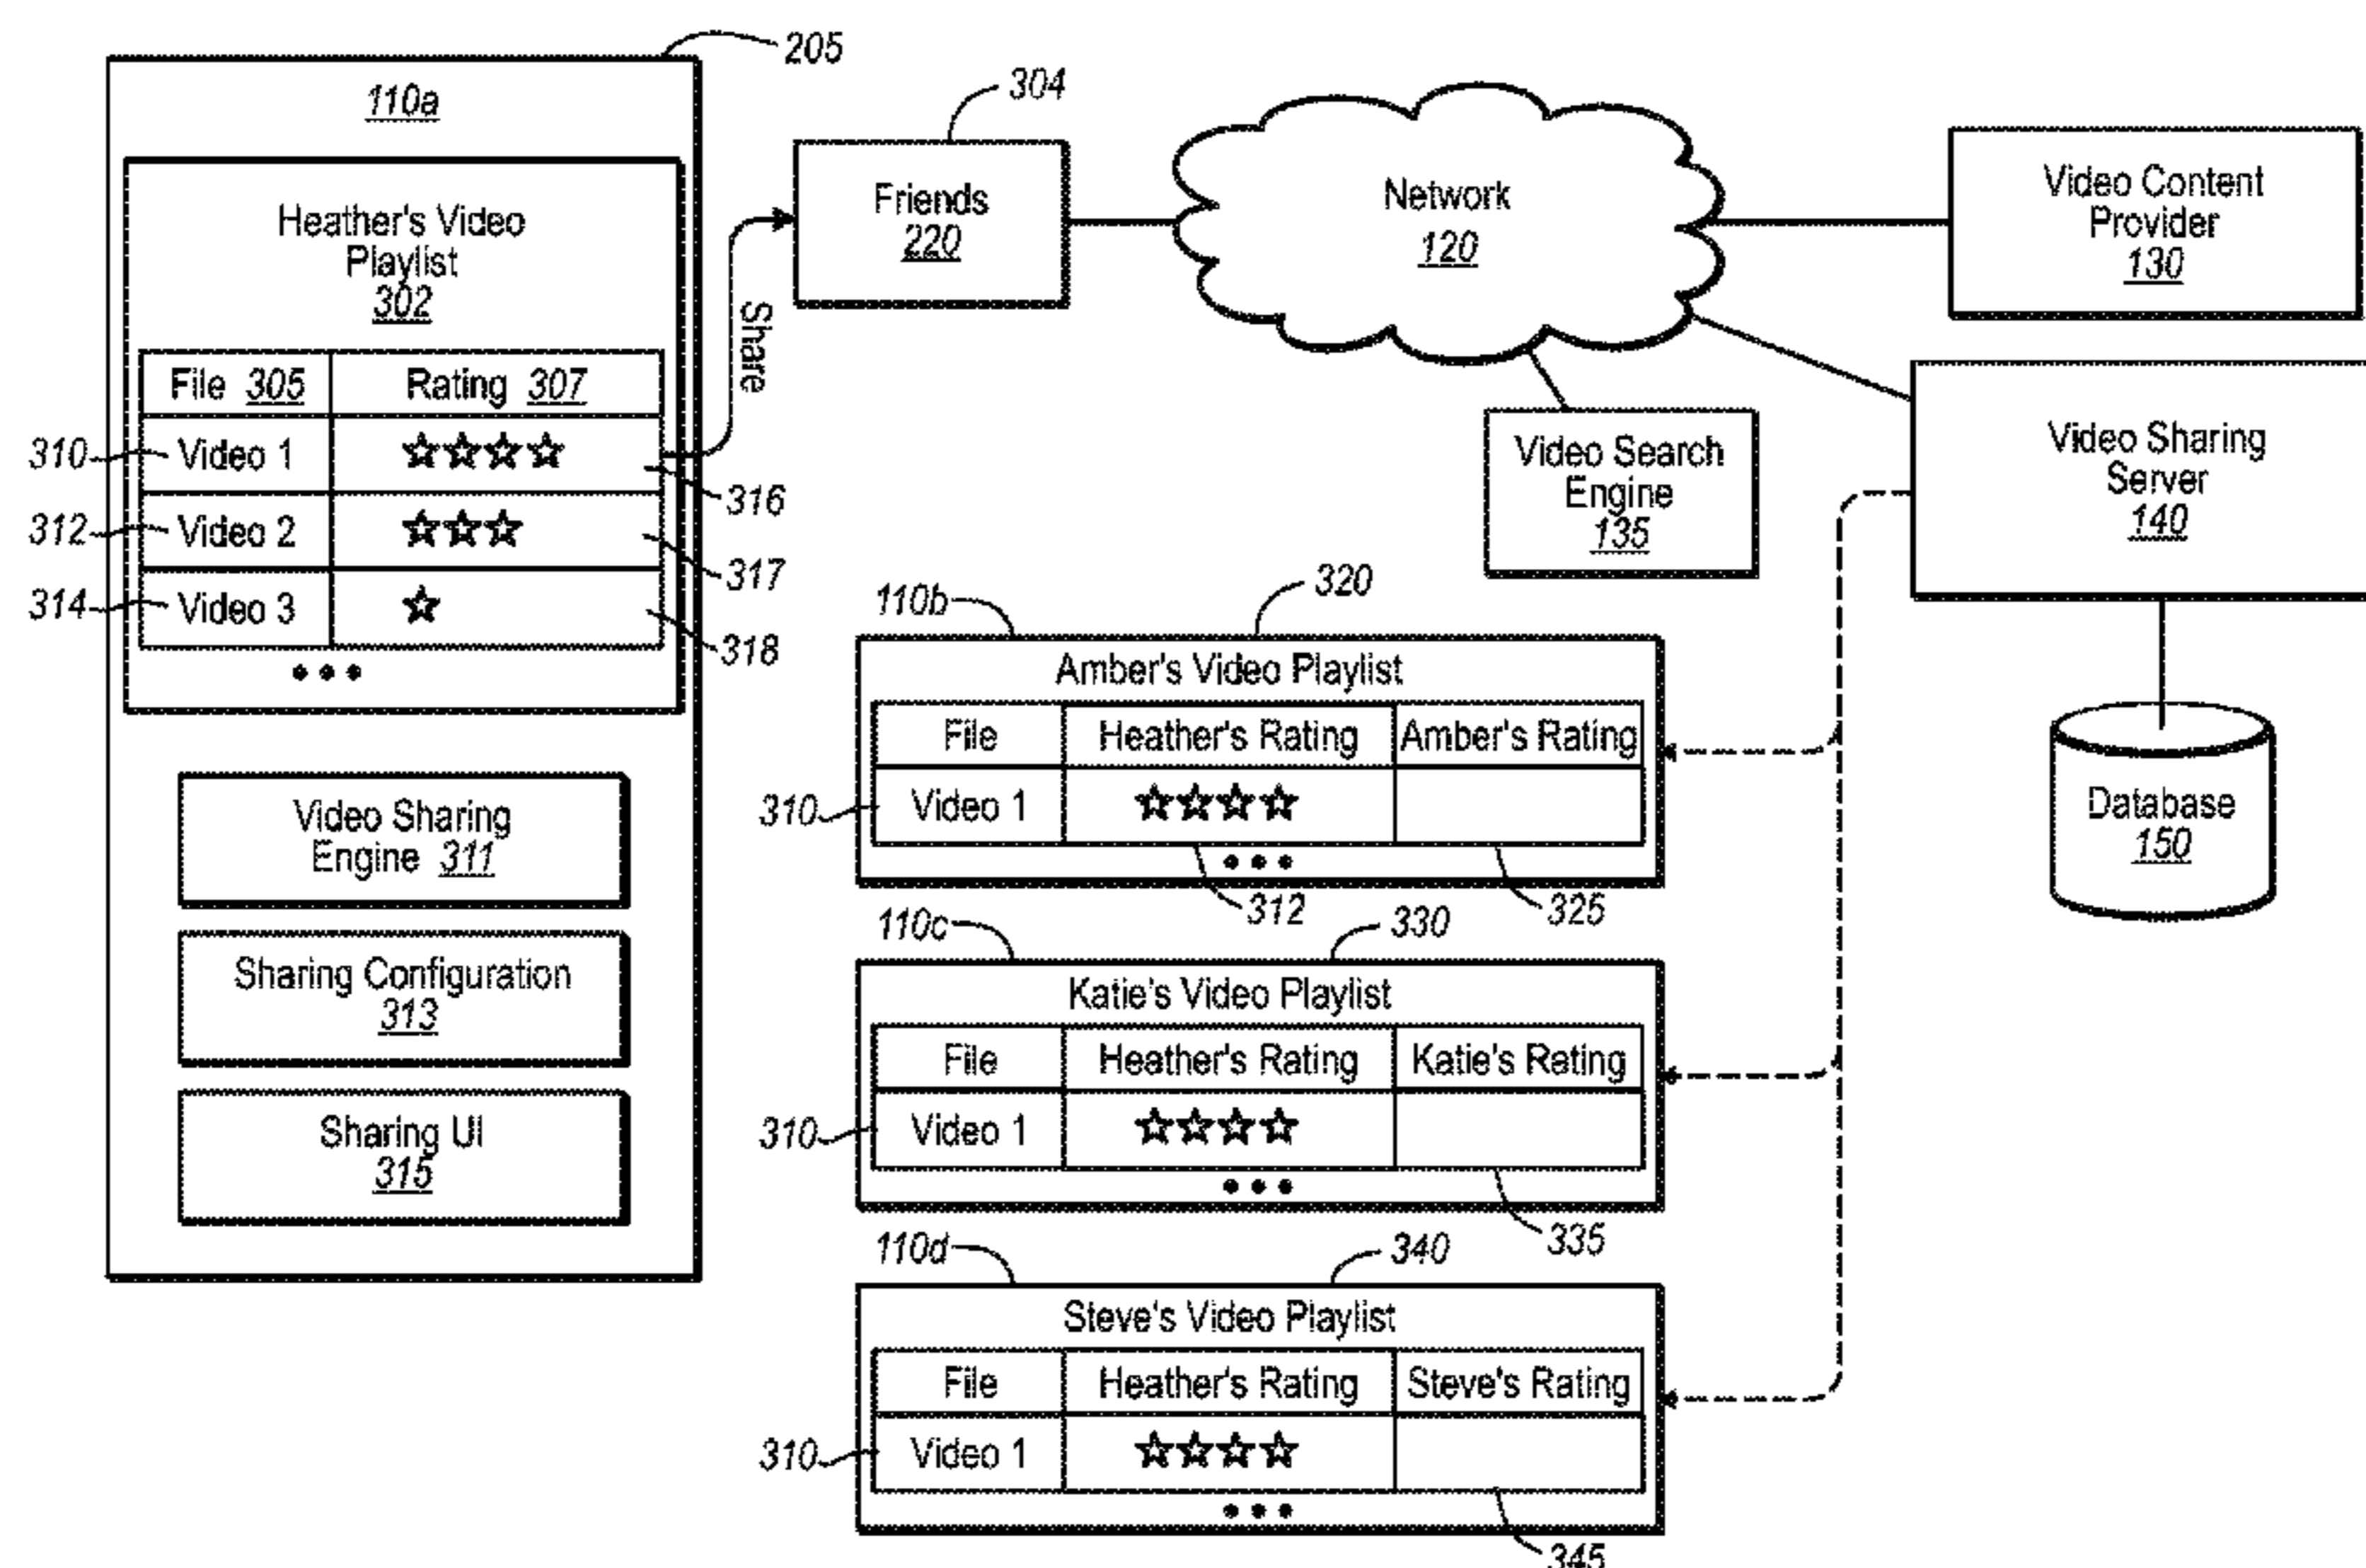 205
110a
Heather's Video
Playlist
302
File 305 Rating 307
310 Video 1 ☆☆☆☆ 316
312 Video 2 ☆☆☆ 317
314 Video 3 ☆ 318
•••
Video Sharing
Engine 311
Sharing Configuration
313
Sharing UI
315
Share
304
Friends
220
Network
120
Video Content
Provider
130
Video Search
Engine
135
Video Sharing
Server
140
Database
150
110b 320
Amber's Video Playlist
File Heather's Rating Amber's Rating
310 Video 1 ☆☆☆☆
•••
312 325
110c 330
Katie's Video Playlist
File Heather's Rating Katie's Rating
310 Video 1 ☆☆☆☆
•••
335
110d 340
Steve's Video Playlist
File Heather's Rating Steve's Rating
310 Video 1 ☆☆☆☆
•••
345